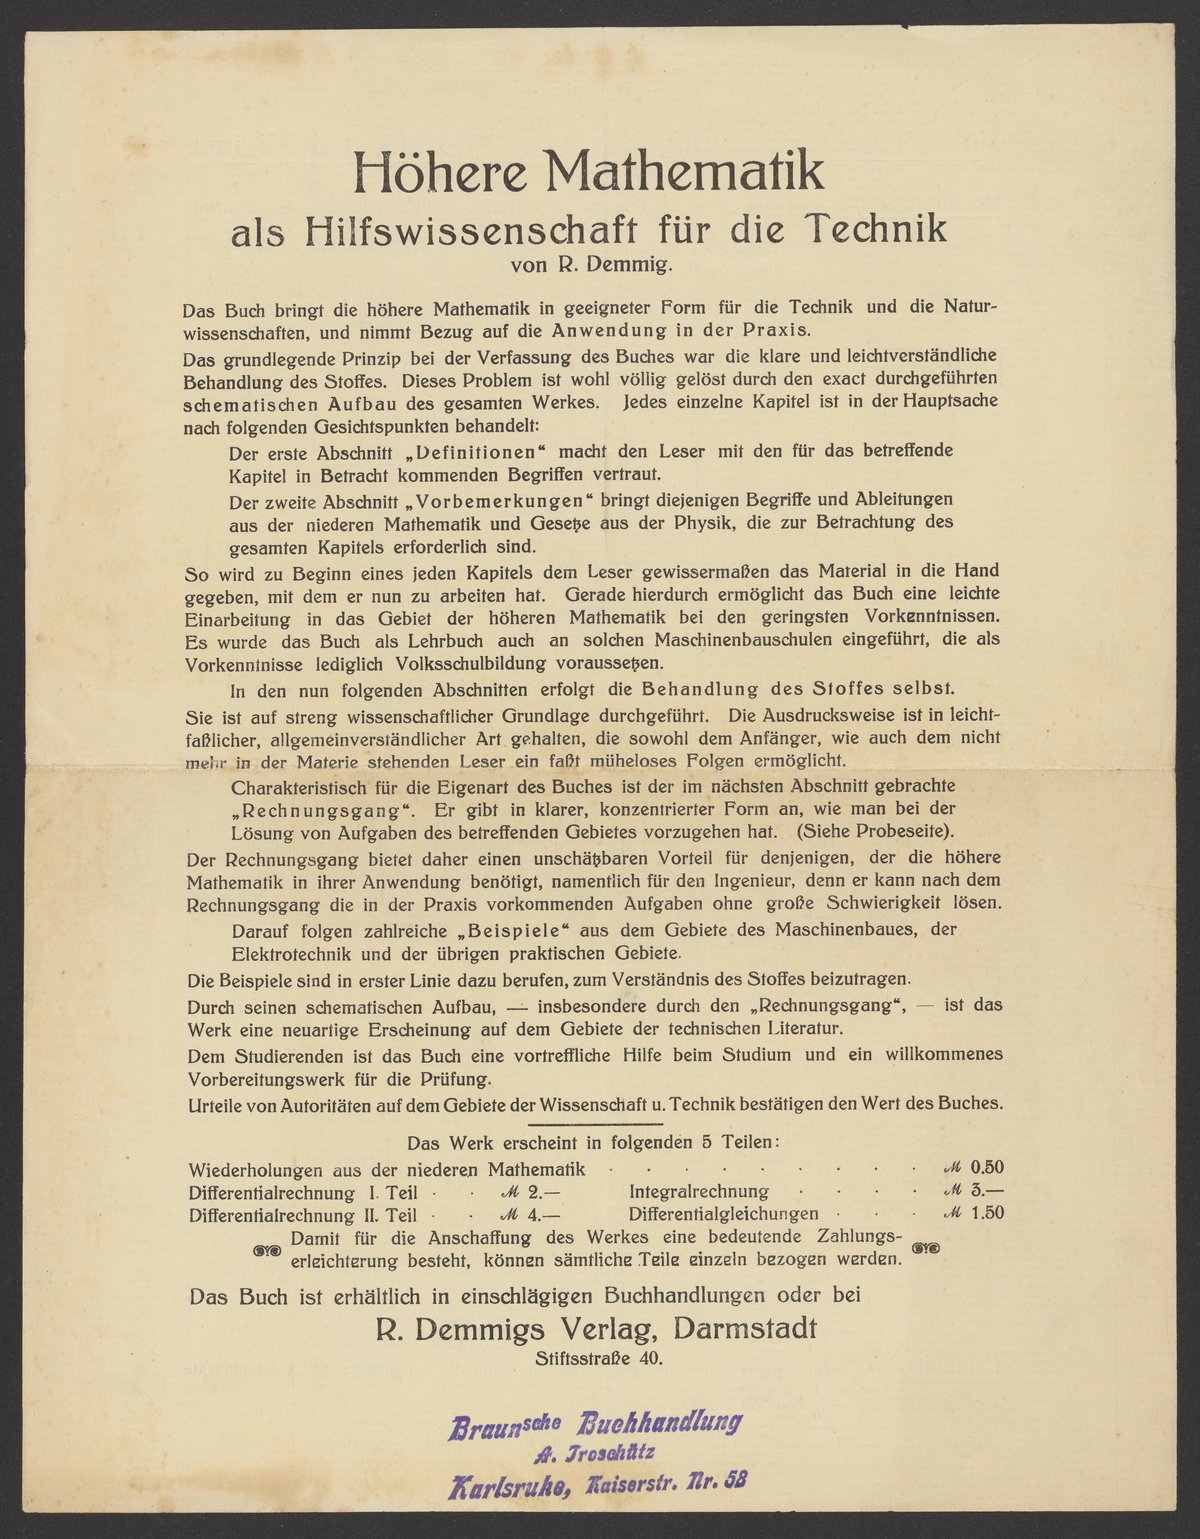 Höhere Mathematik
als Hilfswissenschaft für die Technik
von R. Demmig.
Das Buch bringt die höhere Mathematik in geeigneter Form für die Technik und die Natur-
wissenschaften, und nimmt Bezug auf die Anwendung in der Praxis.
Das grundlegende Prinzip bei der Verfassung des Buches war die klare und leichtverständliche
Behandlung des Stoffes. Dieses Problem ist wohl völlig gelöst durch den exact durchgeführten
schematischen Aufbau des gesamten Werkes. Jedes einzelne Kapitel ist in der Hauptsache
nach folgenden Gesichtspunkten behandelt:
Der erste Abschnitt „Definitionen“ macht den Leser mit den für das betreffende
Kapitel in Betracht kommenden Begriffen vertraut.
Der zweite Abschnitt „Vorbemerkungen“ bringt diejenigen Begriffe und Ableitungen
aus der niederen Mathematik und Gesetze aus der Physik, die zur Betrachtung des
gesamten Kapitels erforderlich sind.
So wird zu Beginn eines jeden Kapitels dem Leser gewissermaßen das Material in die Hand
gegeben, mit dem er nun zu arbeiten hat. Gerade hierdurch ermöglicht das Buch eine leichte
Einarbeitung in das Gebiet der höheren Mathematik bei den geringsten Vorkenntnissen.
Es wurde das Buch als Lehrbuch auch an solchen Maschinenbauschulen eingeführt, die als
Vorkenntnisse lediglich Volksschulbildung voraussetzen.
In den nun folgenden Abschnitten erfolgt die Behandlung des Stoffes selbst.
Sie ist auf streng wissenschaftlicher Grundlage durchgeführt. Die Ausdrucksweise ist in leicht-
faßlicher, allgemeinverständlicher Art gehalten, die sowohl dem Anfänger, wie auch dem nicht
mehr in der Materie stehenden Leser ein faßt müheloses Folgen ermöglicht.
Charakteristisch für die Eigenart des Buches ist der im nächsten Abschnitt gebrachte
„Rechnungsgang“. Er gibt in klarer, konzentrierter Form an, wie man bei der
Lösung von Aufgaben des betreffenden Gebietes vorzugehen hat. (Siehe Probeseite).
Der Rechnungsgang bietet daher einen unschätzbaren Vorteil für denjenigen, der die höhere
Mathematik in ihrer Anwendung benötigt, namentlich für den Ingenieur, denn er kann nach dem
Rechnungsgang die in der Praxis vorkommenden Aufgaben ohne große Schwierigkeit lösen.
Darauf folgen zahlreiche „Beispiele“ aus dem Gebiete des Maschinenbaues, der
Elektrotechnik und der übrigen praktischen Gebiete.
Die Beispiele sind in erster Linie dazu berufen, zum Verständnis des Stoffes beizutragen.
Durch seinen schematischen Aufbau, — insbesondere durch den „Rechnungsgang“, — ist das
Werk eine neuartige Erscheinung auf dem Gebiete der technischen Literatur.
Dem Studierenden ist das Buch eine vortreffliche Hilfe beim Studium und ein willkommenes
Vorbereitungswerk für die Prüfung.
Urteile von Autoritäten auf dem Gebiete der Wissenschaft u. Technik bestätigen den Wert des Buches.
Das Werk erscheint in folgenden 5 Teilen:
Wiederholungen aus der niederen Mathematik . . . . . . . . . ℳ 0.50
Differentialrechnung I. Teil . . ℳ 2.— Integralrechnung . . . . ℳ 3.—
Differentialrechnung II. Teil . . ℳ 4.— Differentialgleichungen . . . ℳ 1.50
Damit für die Anschaffung des Werkes eine bedeutende Zahlungs-
erleichterung besteht, können sämtliche Teile einzeln bezogen werden.
Das Buch ist erhältlich in einschlägigen Buchhandlungen oder bei
R. Demmigs Verlag, Darmstadt
Stiftsstraße 40.
Braunsche Buchhandlung
A. Troschütz
Karlsruhe, Kaiserstr. Nr. 58